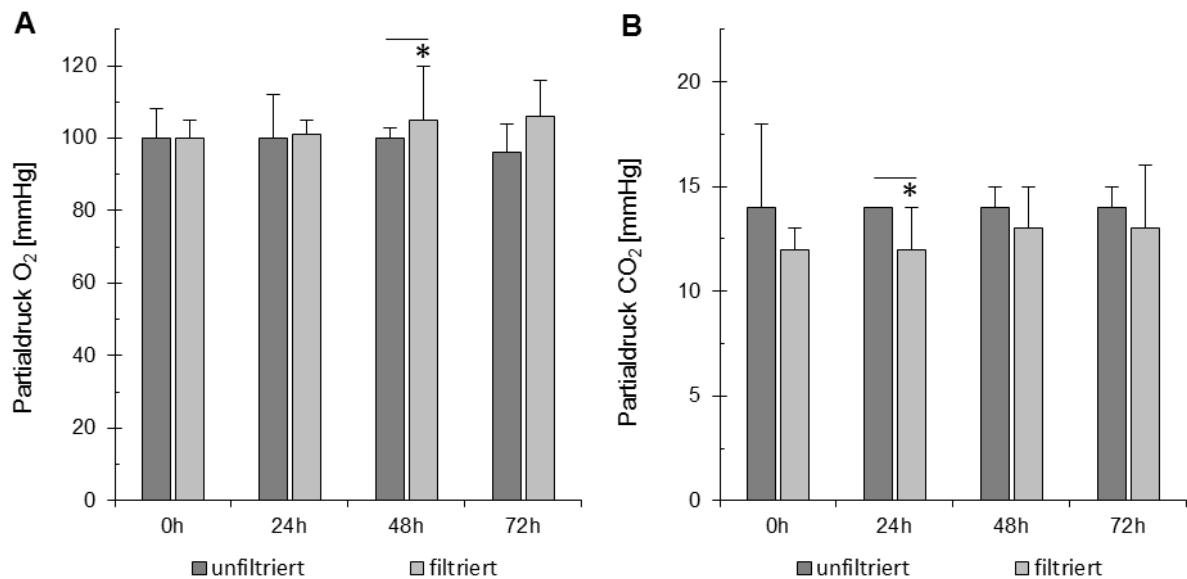 A
Partialdruck O₂ [mmHg]
120
100
80
60
40
20
0
*
0h 24h 48h 72h
unfiltriert filtriert
B
Partialdruck CO₂ [mmHg]
20
15
10
5
0
*
0h 24h 48h 72h
unfiltriert filtriert